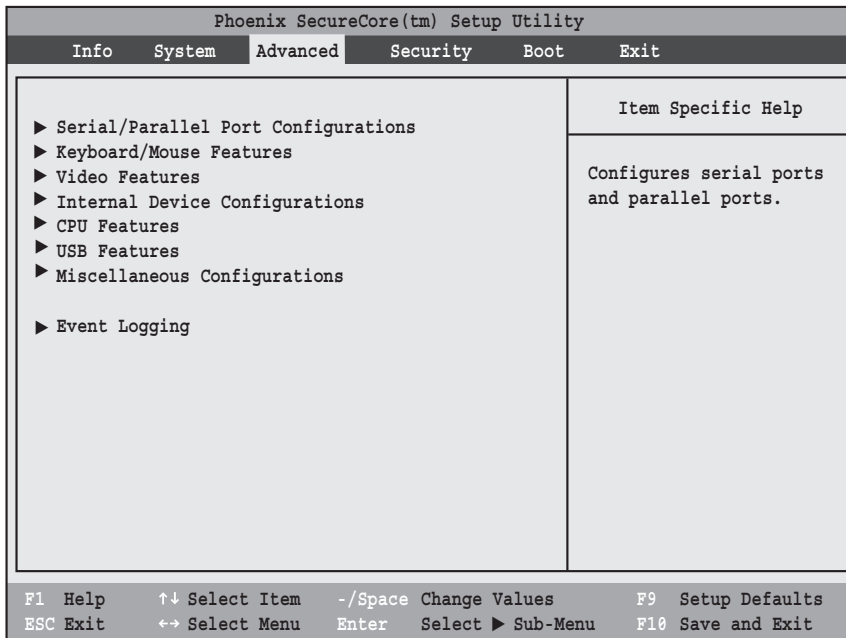 Phoenix SecureCore(tm) Setup Utility
Info System Advanced Security Boot Exit
▶ Serial/Parallel Port Configurations
▶ Keyboard/Mouse Features
▶ Video Features
▶ Internal Device Configurations
▶ CPU Features
▶ USB Features
▶ Miscellaneous Configurations
▶ Event Logging
Item Specific Help
Configures serial ports
and parallel ports.
F1 Help ↑↓ Select Item -/Space Change Values F9 Setup Defaults
ESC Exit ←→ Select Menu Enter Select ▶ Sub-Menu F10 Save and Exit